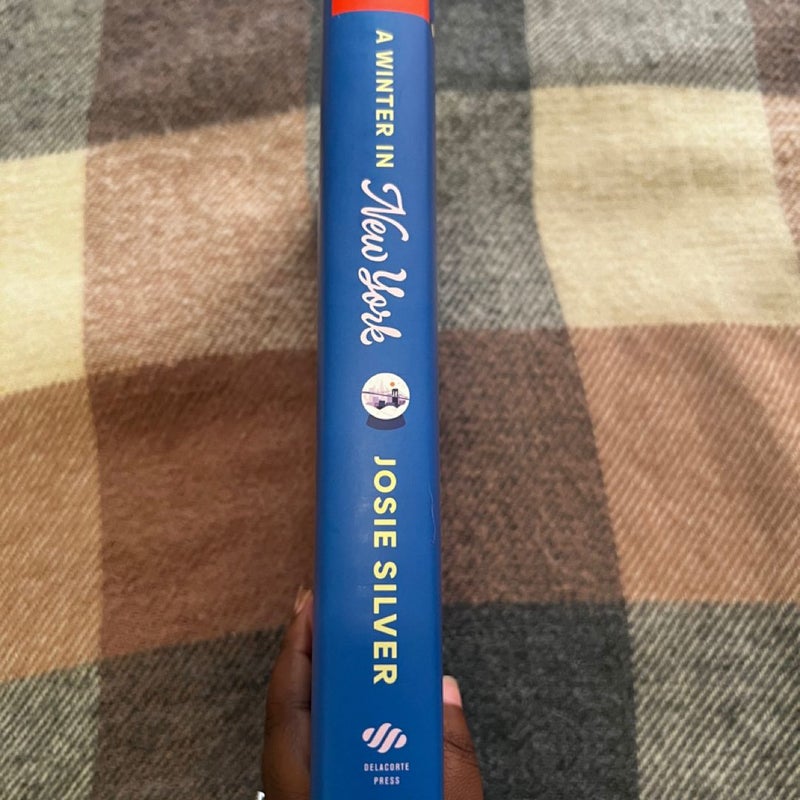 A WINTER IN
New York
JOSIE SILVER
DELACORTE
PRESS